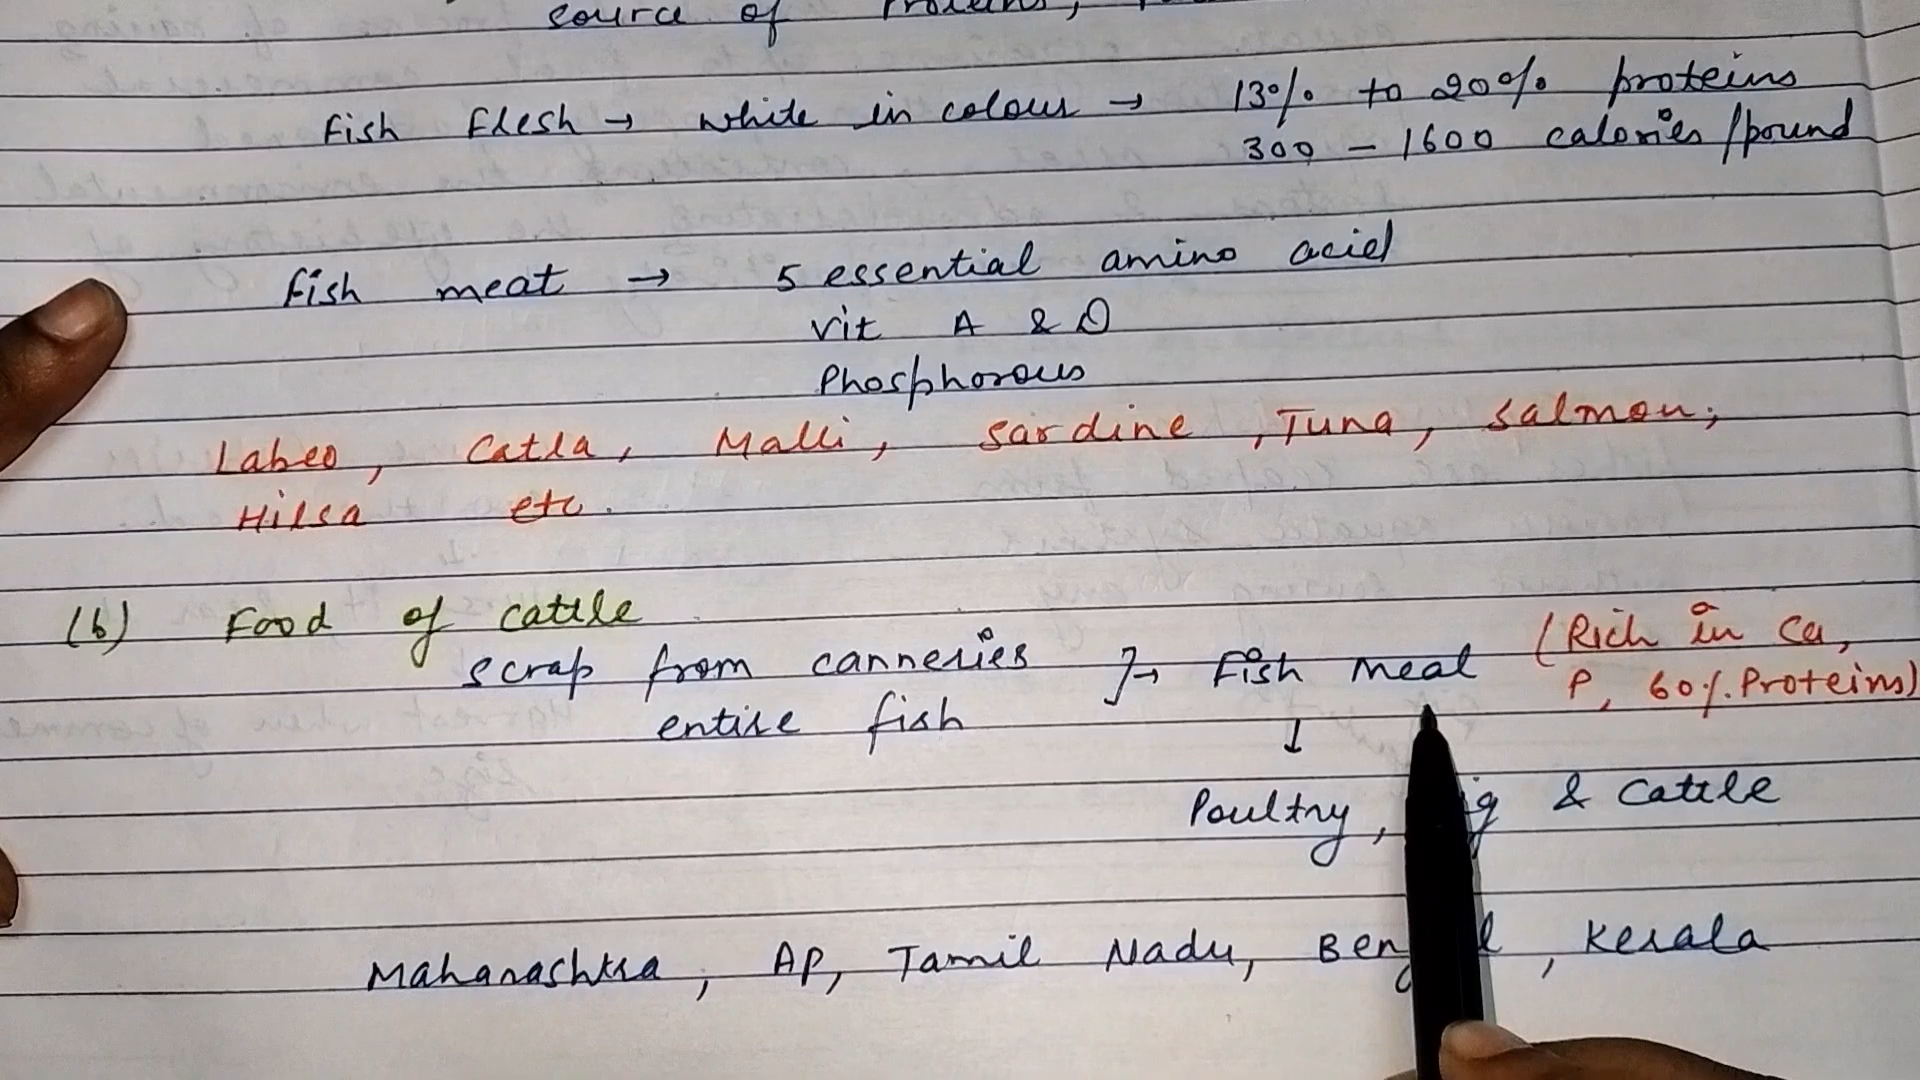 source of Proteins,
Fish Flesh → white in colour → 13% to 20% proteins
300 - 1600 calories/pound
Fish meat → 5 essential amino acid
vit A & D
Phosphorous
Labeo, Catla, Malli, Sardine, Tuna, Salmon,
Hilsa etc.
(b) Food of cattle
scrap from canneries
entire fish
]→ Fish meal (Rich in Ca,
P, 60% Proteins)
↓
Poultry, & Cattle
Maharashtra, AP, Tamil Nadu, , Kerala